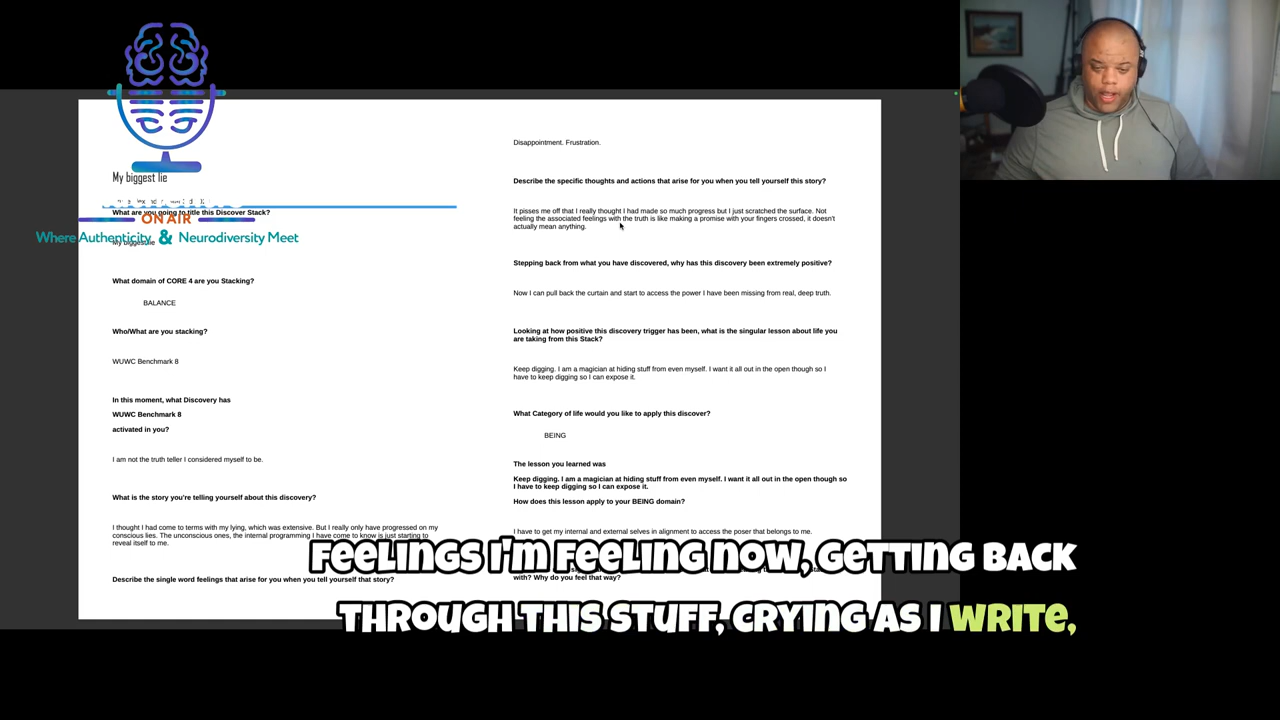 My biggest lie
What are you going to title this Discover Stack?
ON AIR
Where Authenticity & Neurodiversity Meet
My biggest lie
What domain of CORE 4 are you Stacking?
BALANCE
Who/What are you stacking?
WUWC Benchmark 8
In this moment, what Discovery has
WUWC Benchmark 8
activated in you?
I am not the truth teller I considered myself to be.
What is the story you're telling yourself about this discovery?
I thought I had come to terms with my lying, which was extensive. But I really only have progressed on my
conscious lies. The unconscious ones, the internal programming I have come to know is just starting to
reveal itself to me.
Describe the single word feelings that arise for you when you tell yourself that story?
Disappointment. Frustration.
Describe the specific thoughts and actions that arise for you when you tell yourself this story?
It pisses me off that I really thought I had made so much progress but I just scratched the surface. Not
feeling the associated feelings with the truth is like making a promise with your fingers crossed, it doesn't
actually mean anything.
Stepping back from what you have discovered, why has this discovery been extremely positive?
Now I can pull back the curtain and start to access the power I have been missing from real, deep truth.
Looking at how positive this discovery trigger has been, what is the singular lesson about life you
are taking from this Stack?
Keep digging. I am a magician at hiding stuff from even myself. I want it all out in the open though so I
have to keep digging so I can expose it.
What Category of life would you like to apply this discover?
BEING
The lesson you learned was
Keep digging. I am a magician at hiding stuff from even myself. I want it all out in the open though so
I have to keep digging so I can expose it.
How does this lesson apply to your BEING domain?
I have to get my internal and external selves in alignment to access the poser that belongs to me.
with? Why do you feel that way?
FEELINGS I'M FEELING NOW, GETTING BACK
THROUGH THIS STUFF, CRYING AS I WRITE,